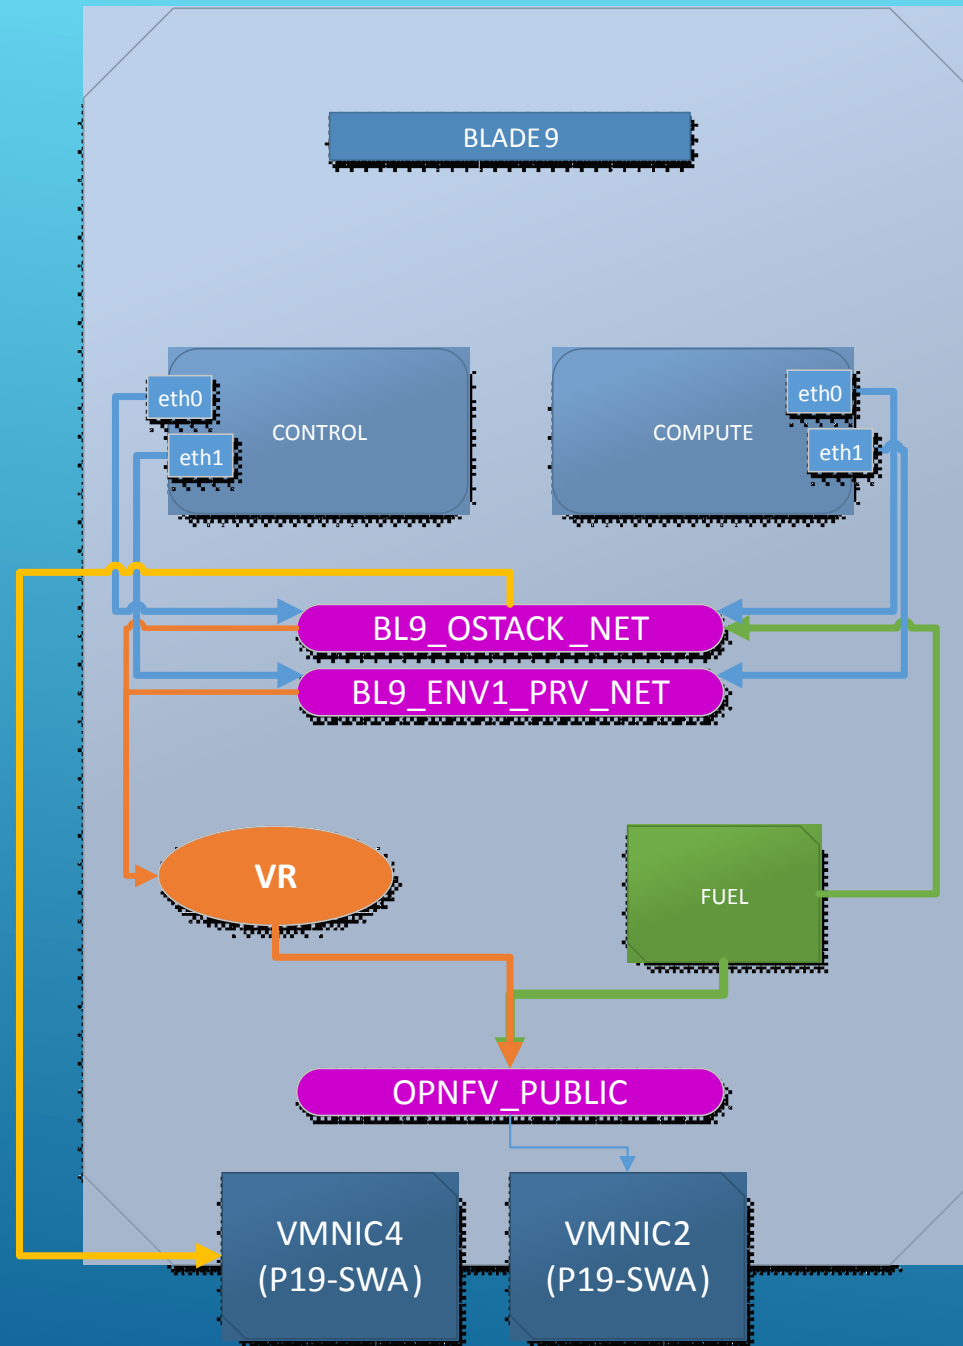 BLADE 9
eth0
eth1
CONTROL
COMPUTE
eth0
eth1
BL9_OSTACK_NET
BL9_ENV1_PRV_NET
VR
FUEL
OPNFV_PUBLIC
VMNIC4
(P19-SWA)
VMNIC2
(P19-SWA)